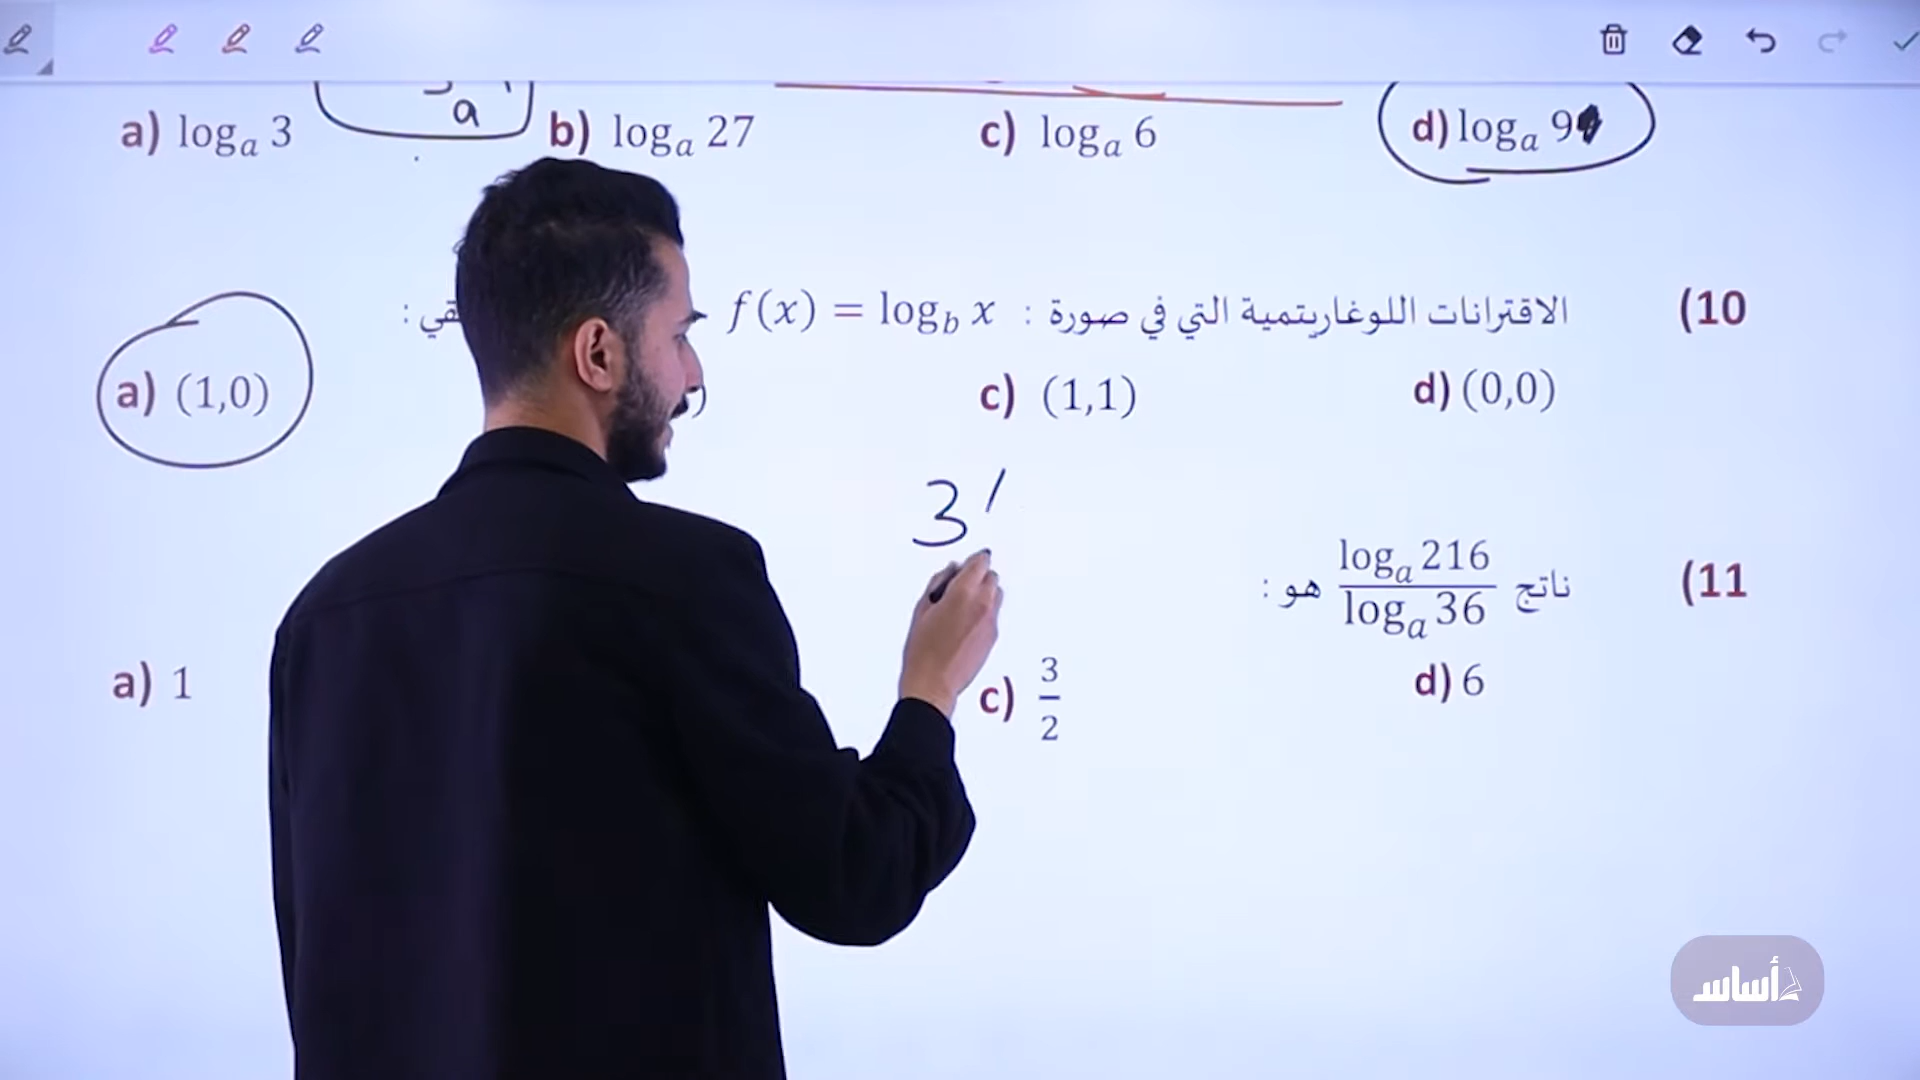 a
a) logₐ 3 b) logₐ 27 c) logₐ 6 d) logₐ 9
10) الاقترانات اللوغاريتمية التي في صورة : f(x) = log_b x
a) (1,0) c) (1,1) d) (0,0)
3
11) ناتج logₐ 216 / logₐ 36 هو :
a) 1 c) 3/2 d) 6
أساس